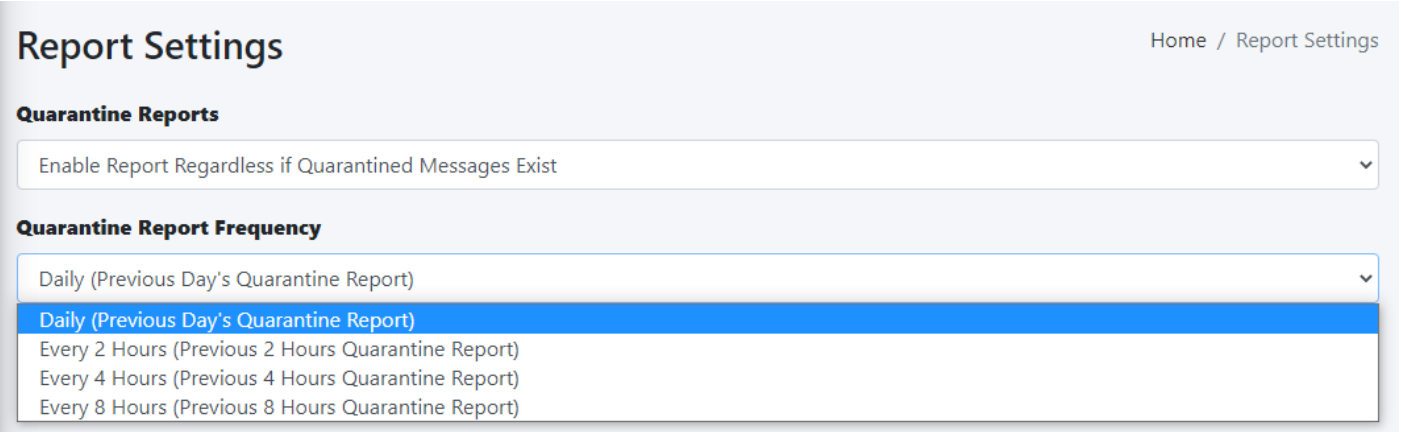 Report Settings
Home / Report Settings
Quarantine Reports
Enable Report Regardless if Quarantined Messages Exist
Quarantine Report Frequency
Daily (Previous Day's Quarantine Report)
Daily (Previous Day's Quarantine Report)
Every 2 Hours (Previous 2 Hours Quarantine Report)
Every 4 Hours (Previous 4 Hours Quarantine Report)
Every 8 Hours (Previous 8 Hours Quarantine Report)